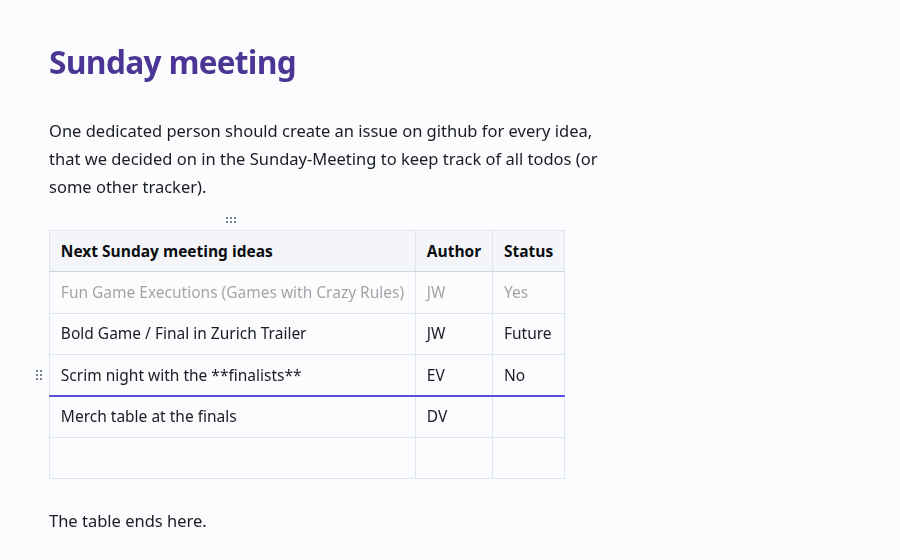 Sunday meeting
One dedicated person should create an issue on github for every idea,
that we decided on in the Sunday-Meeting to keep track of all todos (or
some other tracker).
Next Sunday meeting ideas Author Status
Fun Game Executions (Games with Crazy Rules) JW Yes
Bold Game / Final in Zurich Trailer JW Future
Scrim night with the **finalists** EV No
Merch table at the finals DV
The table ends here.